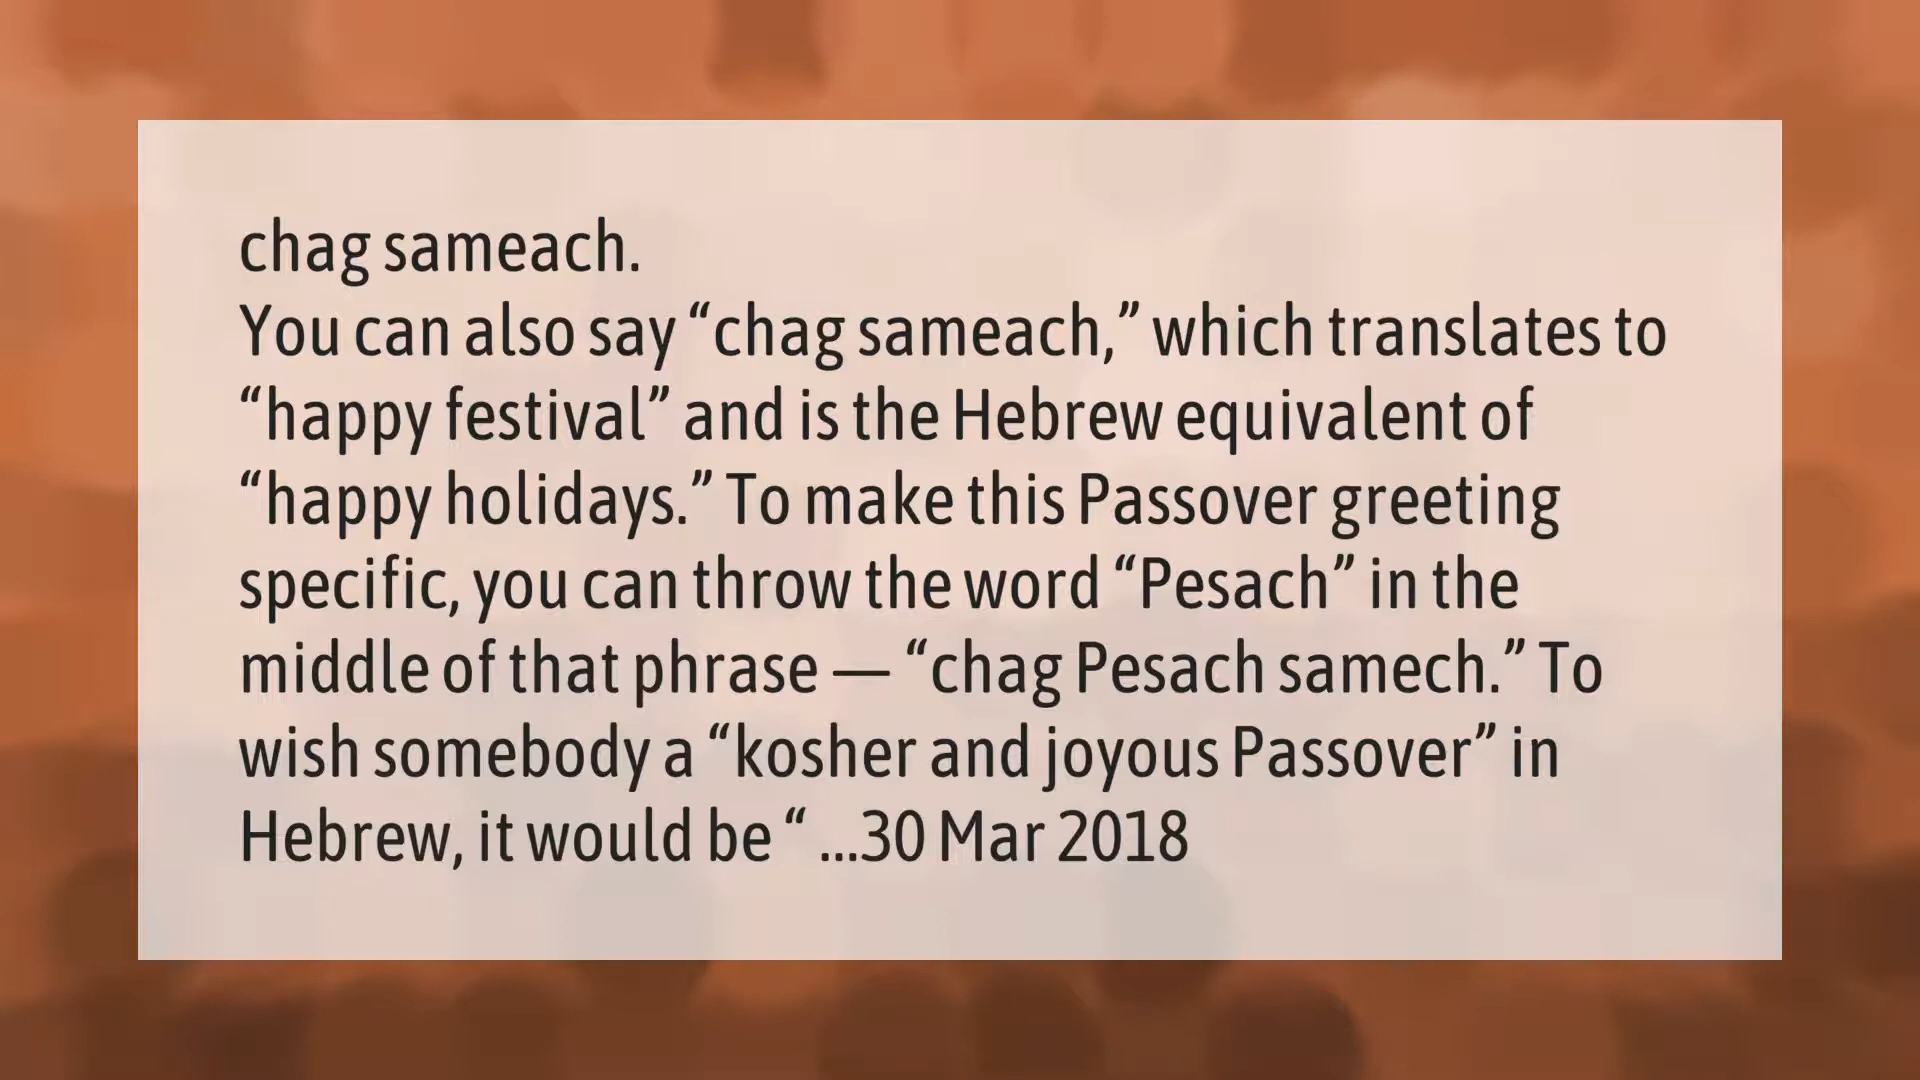 chag sameach.
You can also say “chag sameach,” which translates to
“happy festival” and is the Hebrew equivalent of
“happy holidays.” To make this Passover greeting
specific, you can throw the word “Pesach” in the
middle of that phrase — “chag Pesach samech.” To
wish somebody a “kosher and joyous Passover” in
Hebrew, it would be “ ...30 Mar 2018